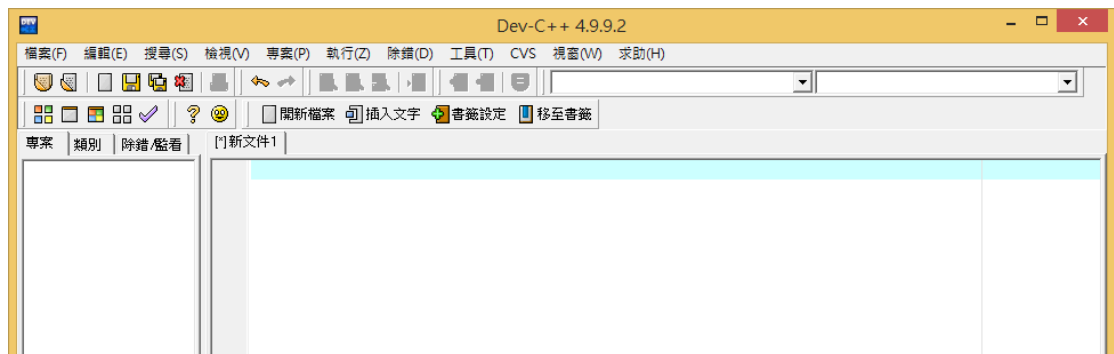 Dev-C++ 4.9.9.2
檔案(F) 編輯(E) 搜尋(S) 檢視(V) 專案(P) 執行(Z) 除錯(D) 工具(T) CVS 視窗(W) 求助(H)
開新檔案 插入文字 書籤設定 移至書籤
專案 類別 除錯/監看 [*]新文件1